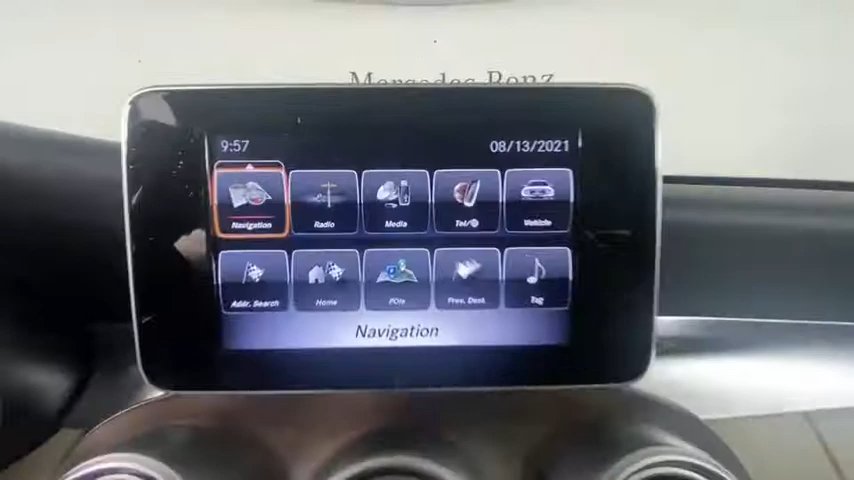 Mercedes Benz
9:57 08/13/2021
Navigation Radio Media Tel/ Vehicle
Addr. Search Home POIs Prev. Dest. Tag
Navigation